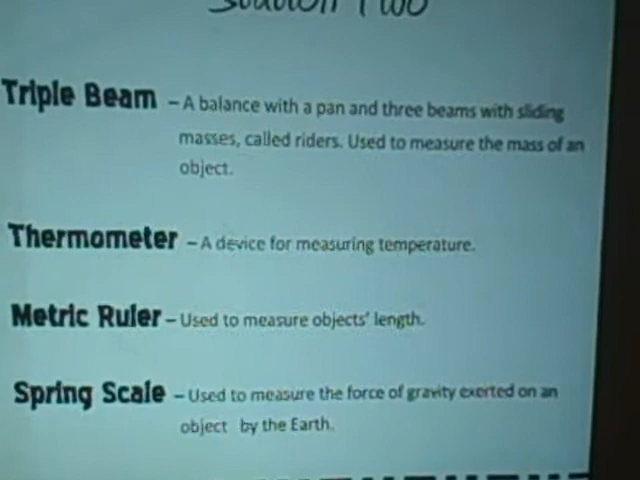 Station Two
Triple Beam – A balance with a pan and three beams with sliding
masses, called riders. Used to measure the mass of an
object.
Thermometer – A device for measuring temperature.
Metric Ruler – Used to measure objects' length.
Spring Scale – Used to measure the force of gravity exerted on an
object by the Earth.